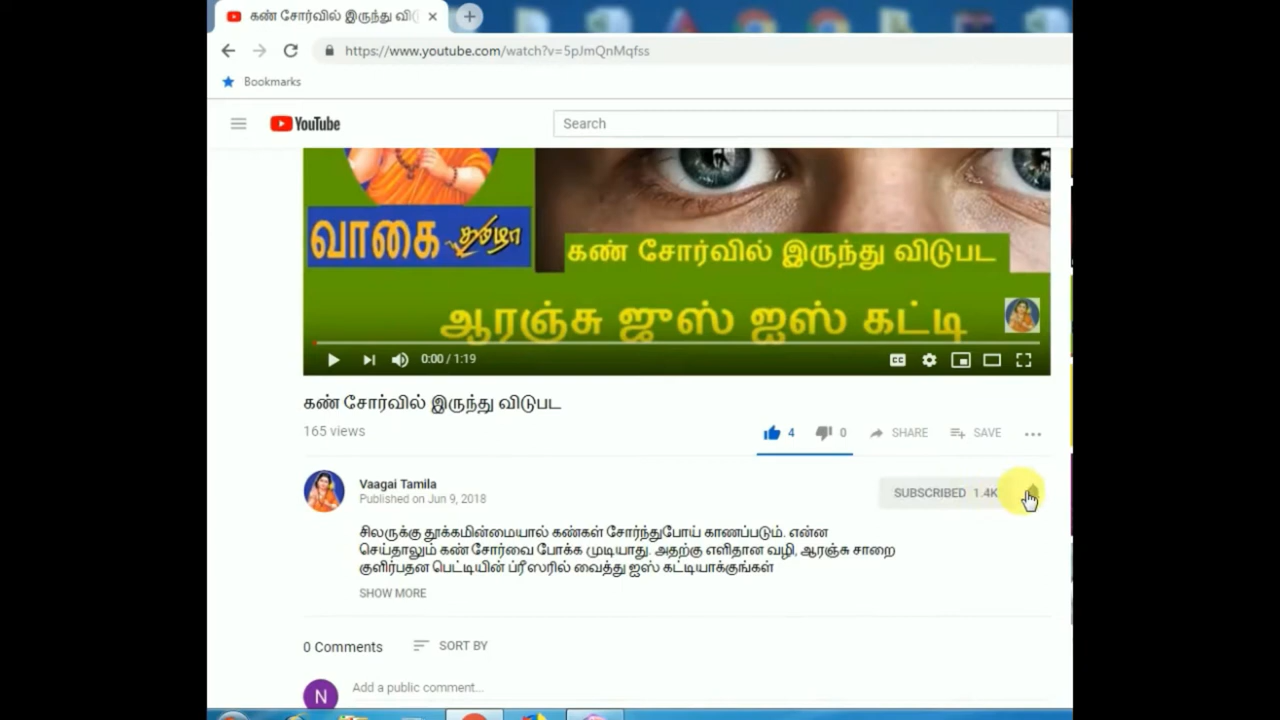 கண் சோர்வில் இருந்து விடு
https://www.youtube.com/watch?v=5pJmQnMqfss
Bookmarks
YouTube
Search
வாகை தமிழா
கண் சோர்வில் இருந்து விடுபட
ஆரஞ்சு ஜுஸ் ஐஸ் கட்டி
0:00 / 1:19
CC
கண் சோர்வில் இருந்து விடுபட
165 views
4 0 SHARE SAVE
Vaagai Tamila
Published on Jun 9, 2018
SUBSCRIBED 1.4K
சிலருக்கு தூக்கமின்மையால் கண்கள் சோர்ந்துபோய் காணப்படும். என்ன
செய்தாலும் கண் சோர்வை போக்க முடியாது. அதற்கு எளிதான வழி, ஆரஞ்சு சாறை
குளிர்பதன பெட்டியின் ப்ரீஸரில் வைத்து ஐஸ் கட்டியாக்குங்கள்
SHOW MORE
0 Comments SORT BY
N
Add a public comment...